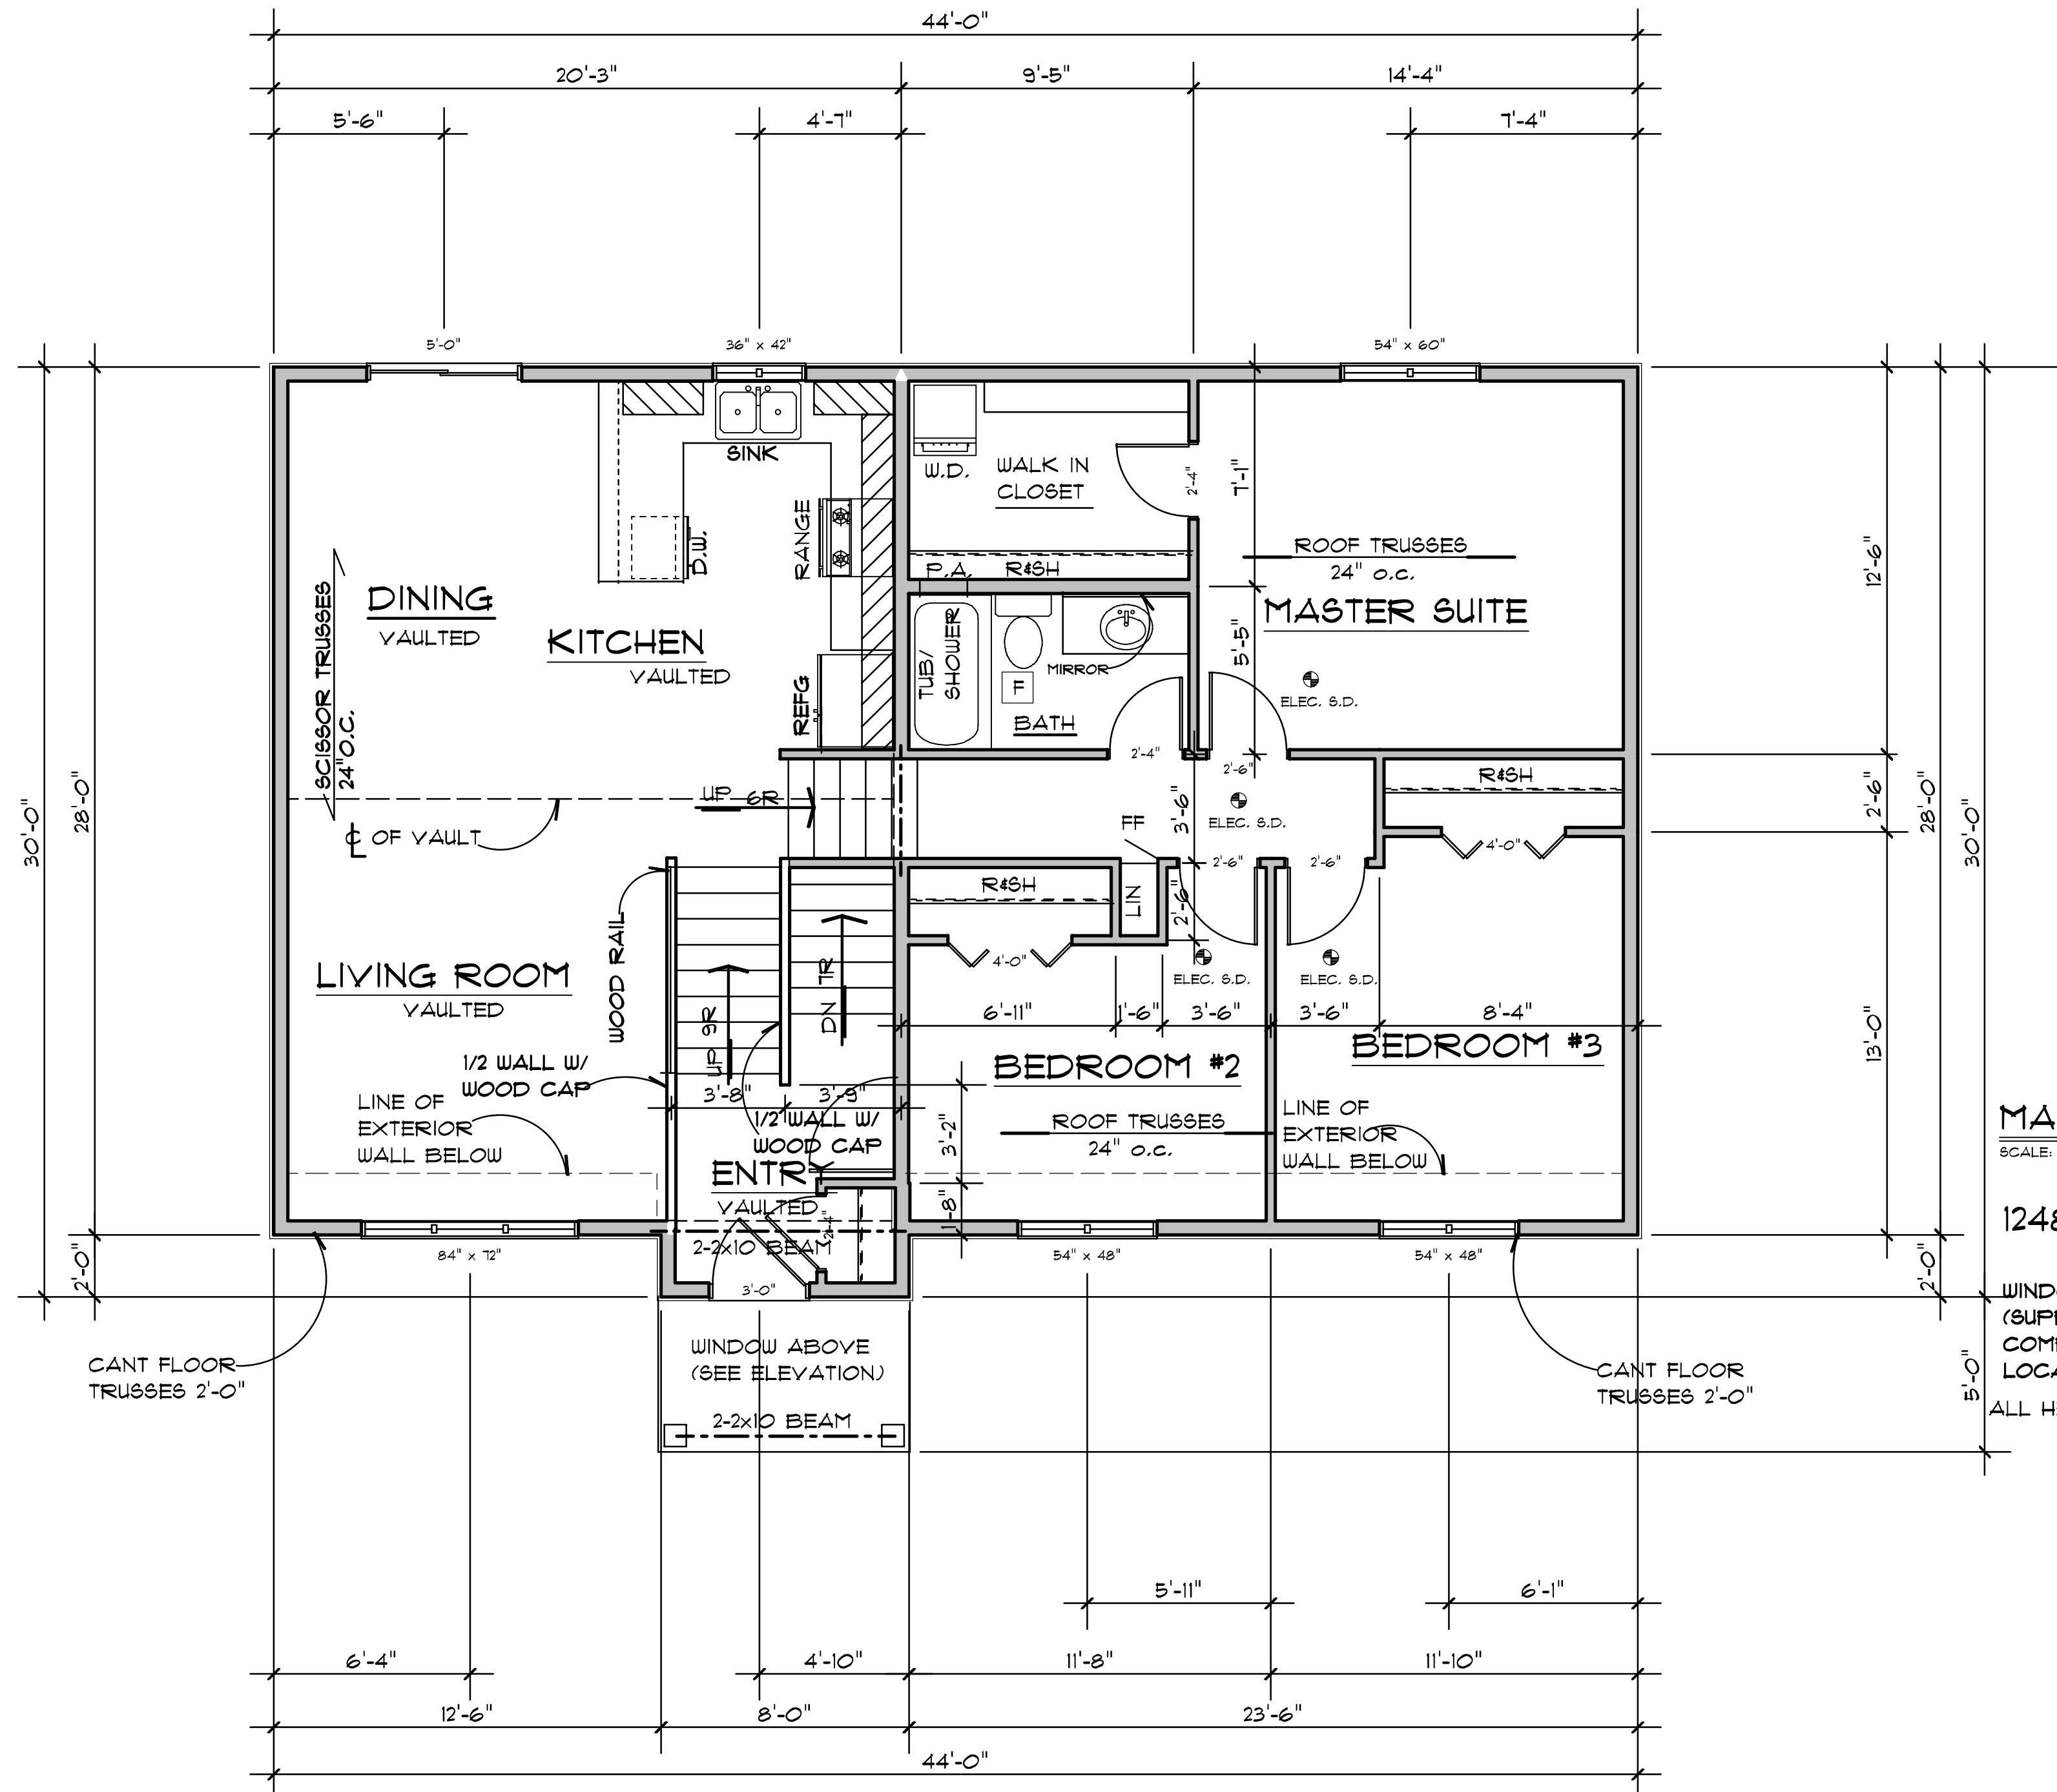 44'-0"
20'-3"
9'-5"
14'-4"
5'-6"
4'-7"
7'-4"
5'-0"
36" x 42"
54" x 60"
SINK
W.D.
WALK IN
CLOSET
2'-4"
7'-1"
RANGE
D.W.
ROOF TRUSSES
24" O.C.
12'-6"
P.A.
R&SH
DINING
VAULTED
KITCHEN
VAULTED
MASTER SUITE
SCISSOR TRUSSES
24" O.C.
TUB/
SHOWER
MIRROR
5'-5"
F
BATH
REFG
ELEC. S.D.
2'-4"
2'-6"
R&SH
30'-0"
28'-0"
UP 6R
3'-6"
ELEC. S.D.
FF
2'-6"
28'-0"
30'-0"
℄ OF VAULT
2'-6"
2'-6"
4'-0"
R&SH
LIN
2'-6"
WOOD RAIL
LIVING ROOM
VAULTED
4'-0"
ELEC. S.D.
ELEC. S.D.
UP 9R
DN 7R
6'-11"
1'-6"
3'-6"
3'-6"
8'-4"
13'-0"
BEDROOM #2
BEDROOM #3
1/2 WALL W/
WOOD CAP
3'-8"
3'-9"
LINE OF
EXTERIOR
WALL BELOW
1/2 WALL W/
WOOD CAP
3'-2"
ROOF TRUSSES
24" O.C.
LINE OF
EXTERIOR
WALL BELOW
MA
SCALE:
ENTRY
VAULTED
2'-4"
1'-8"
1248
2-2x10 BEAM
84" x 72"
54" x 48"
54" x 48"
2'-0"
2'-0"
3'-0"
WIND
(SUP
COM
LOCA
ALL H
WINDOW ABOVE
(SEE ELEVATION)
CANT FLOOR
TRUSSES 2'-0"
CANT FLOOR
TRUSSES 2'-0"
5'-0"
2-2x10 BEAM
5'-11"
6'-1"
6'-4"
4'-10"
11'-8"
11'-10"
12'-6"
8'-0"
23'-6"
44'-0"